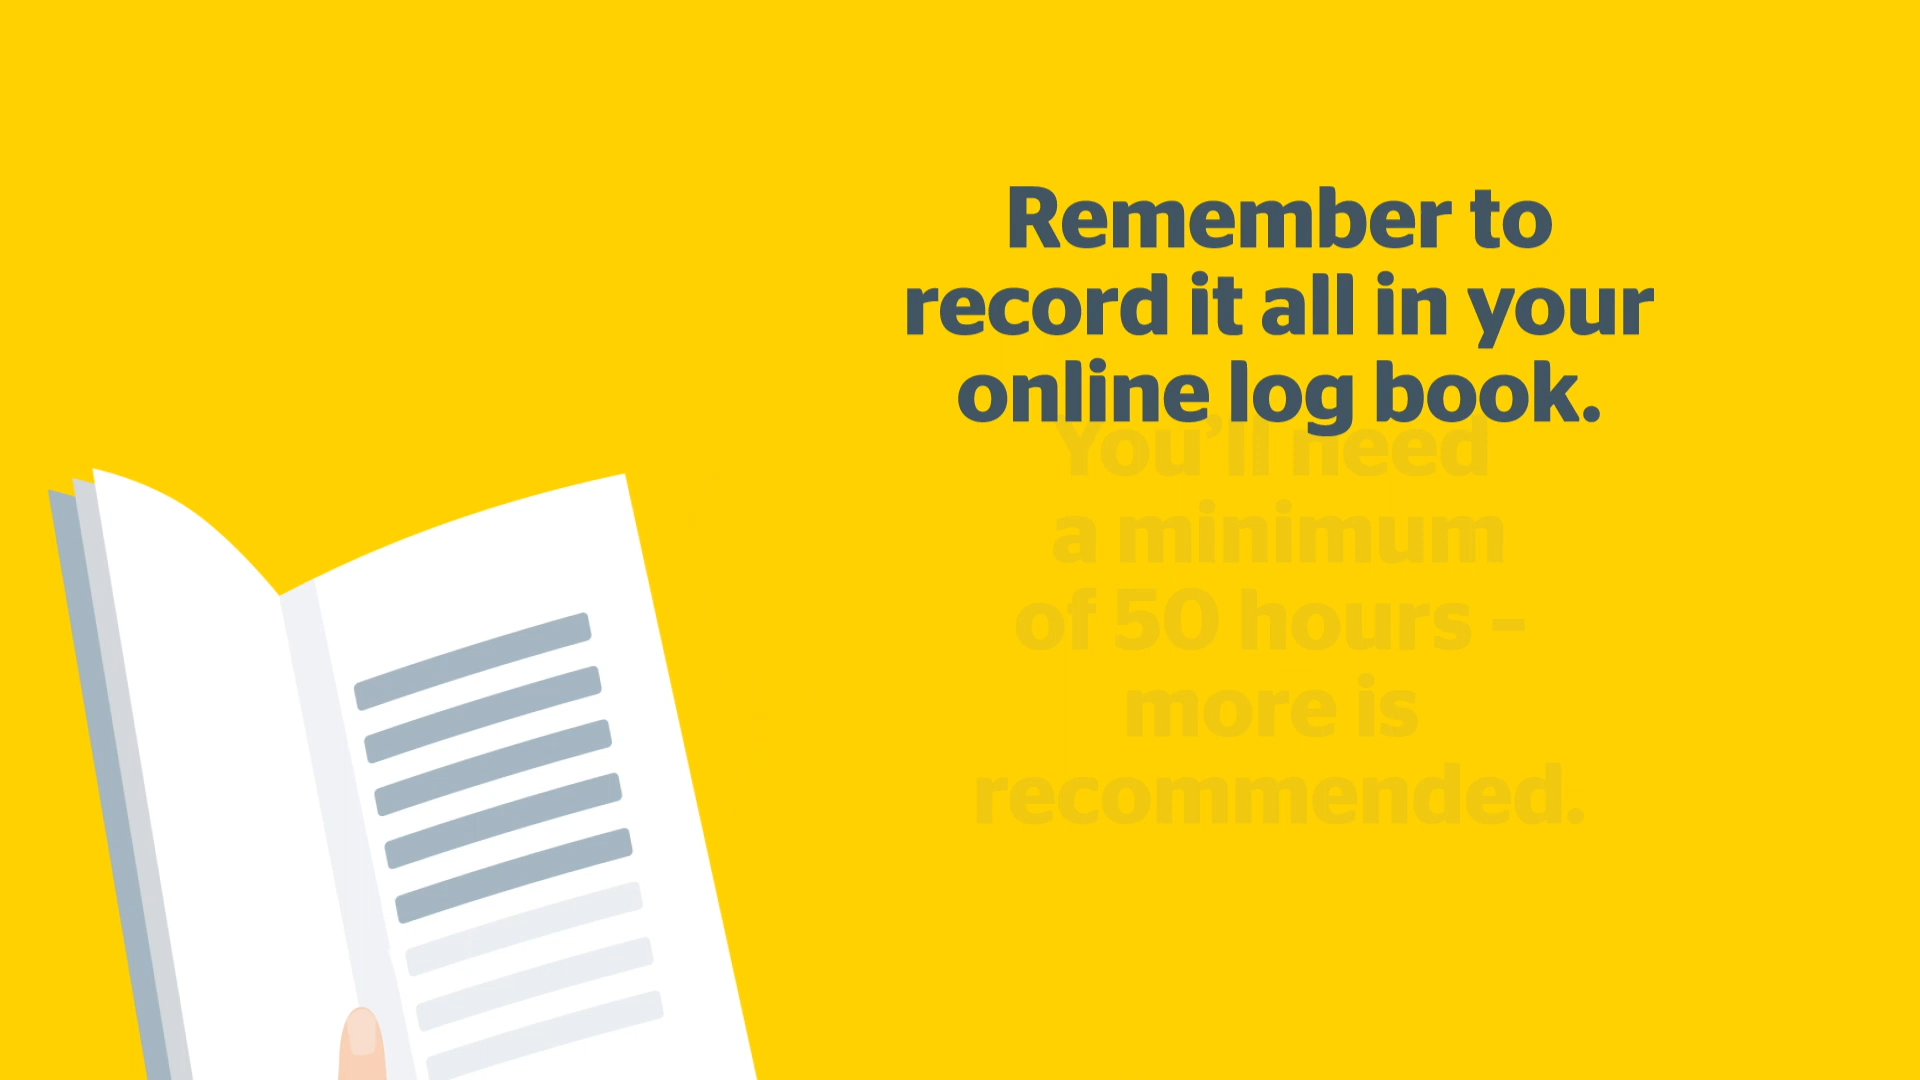 Remember to
record it all in your
online log book.
You'll need
a minimum
of 50 hours –
more is
recommended.